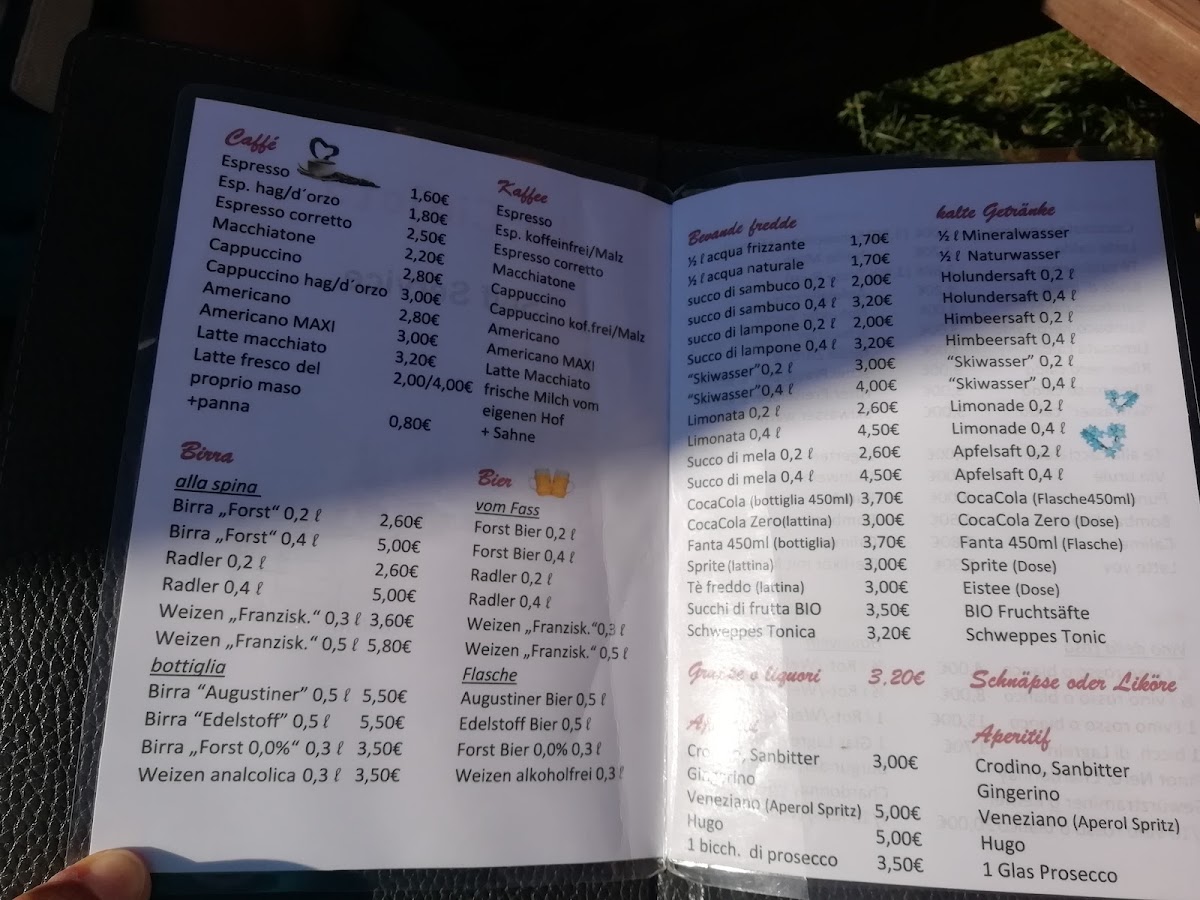 Caffé
Espresso 1,60€
Esp. hag/d´orzo 1,80€
Espresso corretto 2,50€
Macchiatone 2,20€
Cappuccino 2,80€
Cappuccino hag/d´orzo 3,00€
Americano 2,80€
Americano MAXI 3,00€
Latte macchiato 3,20€
Latte fresco del 2,00/4,00€
proprio maso
+panna 0,80€
Birra
alla spina
Birra „Forst“ 0,2 ℓ 2,60€
Birra „Forst“ 0,4 ℓ 5,00€
Radler 0,2 ℓ 2,60€
Radler 0,4 ℓ 5,00€
Weizen „Franzisk.“ 0,3 ℓ 3,60€
Weizen „Franzisk.“ 0,5 ℓ 5,80€
bottiglia
Birra “Augustiner” 0,5 ℓ 5,50€
Birra “Edelstoff” 0,5 ℓ 5,50€
Birra „Forst 0,0%“ 0,3 ℓ 3,50€
Weizen analcolica 0,3 ℓ 3,50€
Kaffee
Espresso
Esp. koffeinfrei/Malz
Espresso corretto
Macchiatone
Cappuccino
Cappuccino kof.frei/Malz
Americano
Americano MAXI
Latte Macchiato
frische Milch vom
eigenen Hof
+ Sahne
Bier
vom Fass
Forst Bier 0,2 ℓ
Forst Bier 0,4 ℓ
Radler 0,2 ℓ
Radler 0,4 ℓ
Weizen „Franzisk.“0,3 ℓ
Weizen „Franzisk.“ 0,5 ℓ
Flasche
Augustiner Bier 0,5 ℓ
Edelstoff Bier 0,5 ℓ
Forst Bier 0,0% 0,3 ℓ
Weizen alkoholfrei 0,3 ℓ
Bevande fredde
½ ℓ acqua frizzante 1,70€
½ ℓ acqua naturale 1,70€
succo di sambuco 0,2 ℓ 2,00€
succo di sambuco 0,4 ℓ 3,20€
succo di lampone 0,2 ℓ 2,00€
Succo di lampone 0,4 ℓ 3,20€
“Skiwasser”0,2 ℓ 3,00€
“Skiwasser”0,4 ℓ 4,00€
Limonata 0,2 ℓ 2,60€
Limonata 0,4 ℓ 4,50€
Succo di mela 0,2 ℓ 2,60€
Succo di mela 0,4 ℓ 4,50€
CocaCola (bottiglia 450ml) 3,70€
CocaCola Zero(lattina) 3,00€
Fanta 450ml (bottiglia) 3,70€
Sprite (lattina) 3,00€
Tè freddo (lattina) 3,00€
Succhi di frutta BIO 3,50€
Schweppes Tonica 3,20€
Grappe o liquori 3,20€
Crodino, Sanbitter 3,00€
Gingerino
Veneziano (Aperol Spritz) 5,00€
Hugo 5,00€
1 bicch. di prosecco 3,50€
kalte Getränke
½ ℓ Mineralwasser
½ ℓ Naturwasser
Holundersaft 0,2 ℓ
Holundersaft 0,4 ℓ
Himbeersaft 0,2 ℓ
Himbeersaft 0,4 ℓ
“Skiwasser” 0,2 ℓ
“Skiwasser” 0,4 ℓ
Limonade 0,2 ℓ
Limonade 0,4 ℓ
Apfelsaft 0,2 ℓ
Apfelsaft 0,4 ℓ
CocaCola (Flasche450ml)
CocaCola Zero (Dose)
Fanta 450ml (Flasche)
Sprite (Dose)
Eistee (Dose)
BIO Fruchtsäfte
Schweppes Tonic
Schnäpse oder Liköre
Aperitif
Crodino, Sanbitter
Gingerino
Veneziano (Aperol Spritz)
Hugo
1 Glas Prosecco